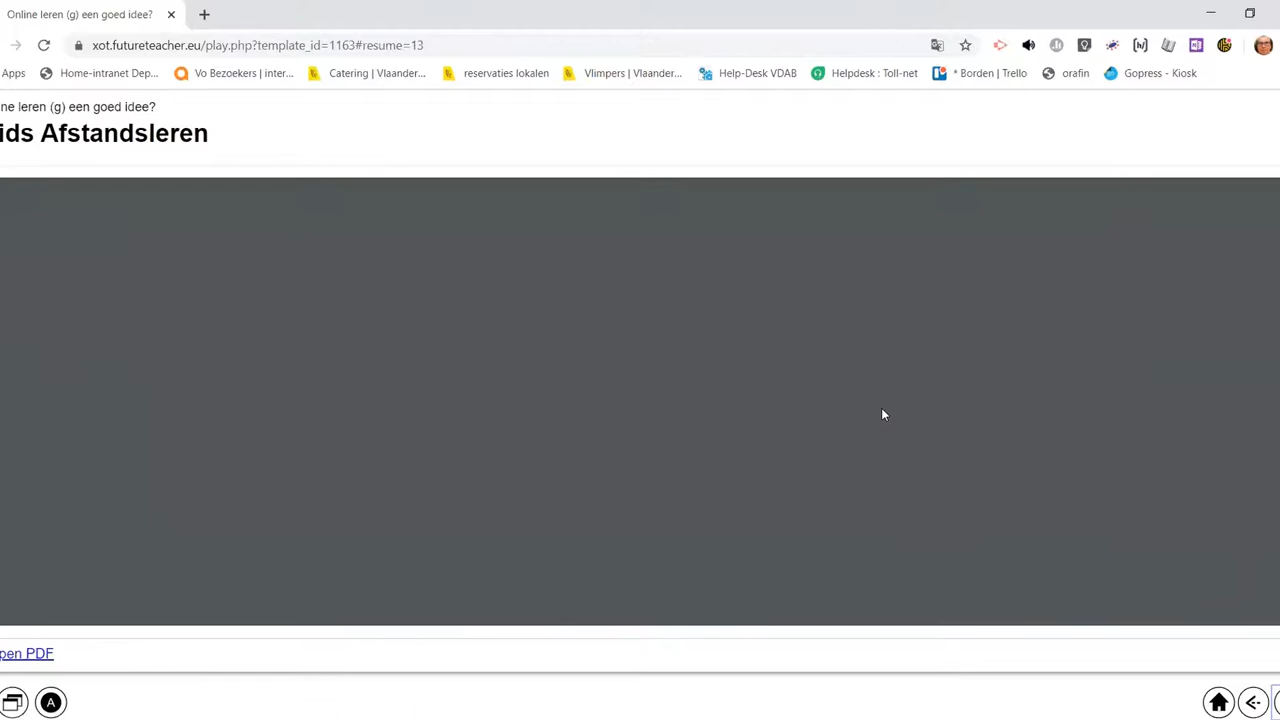 Online leren (g) een goed idee?
xot.futureteacher.eu/play.php?template_id=1163#resume=13
Apps Home-intranet Dep... Vo Bezoekers | inter... Catering | Vlaander... reservaties lokalen Vlimpers | Vlaander... Help-Desk VDAB Helpdesk : Toll-net * Borden | Trello orafin Gopress - Kiosk
ne leren (g) een goed idee?
ids Afstandsleren
pen PDF
A